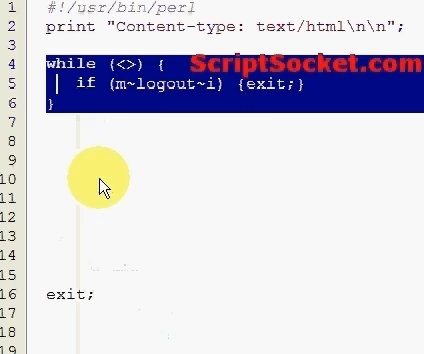 1 #!/usr/bin/perl
2 print "Content-type: text/html\n\n";
3
4 while (<>) { ScriptSocket.com
5 if (m~logout~i) {exit;}
6 }
7
8
9
10
11
12
13
14
15
16 exit;
17
18
19